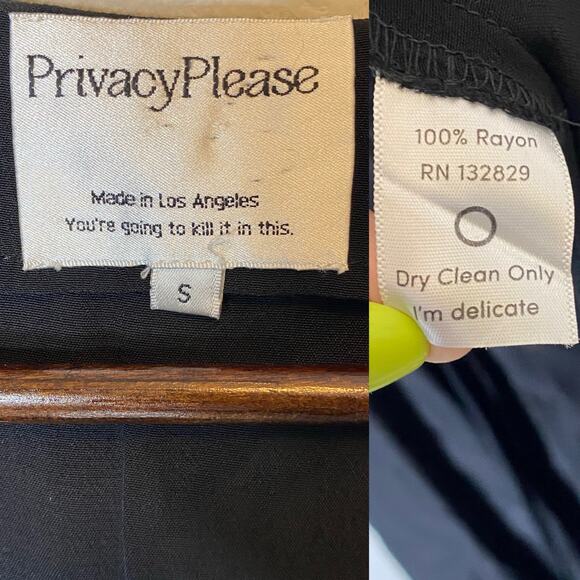 PrivacyPlease
Made in Los Angeles
You're going to kill it in this.
S
100% Rayon
RN 132829
Dry Clean Only
I'm delicate